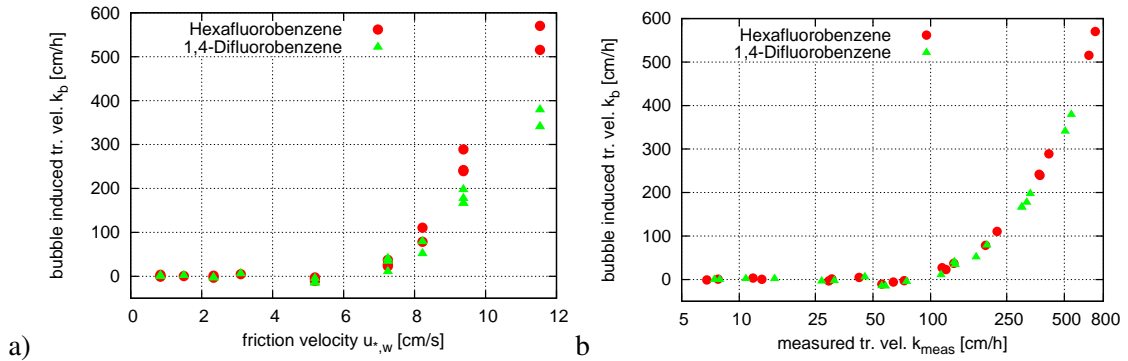 600
500
400
300
200
100
0
bubble induced tr. vel. k_b [cm/h]
Hexafluorobenzene
1,4-Difluorobenzene
0 2 4 6 8 10 12
friction velocity u_*,w [cm/s]
a)
600
500
400
300
200
100
0
bubble induced tr. vel. k_b [cm/h]
Hexafluorobenzene
1,4-Difluorobenzene
5 10 25 50 100 250 500 800
measured tr. vel. k_meas [cm/h]
b